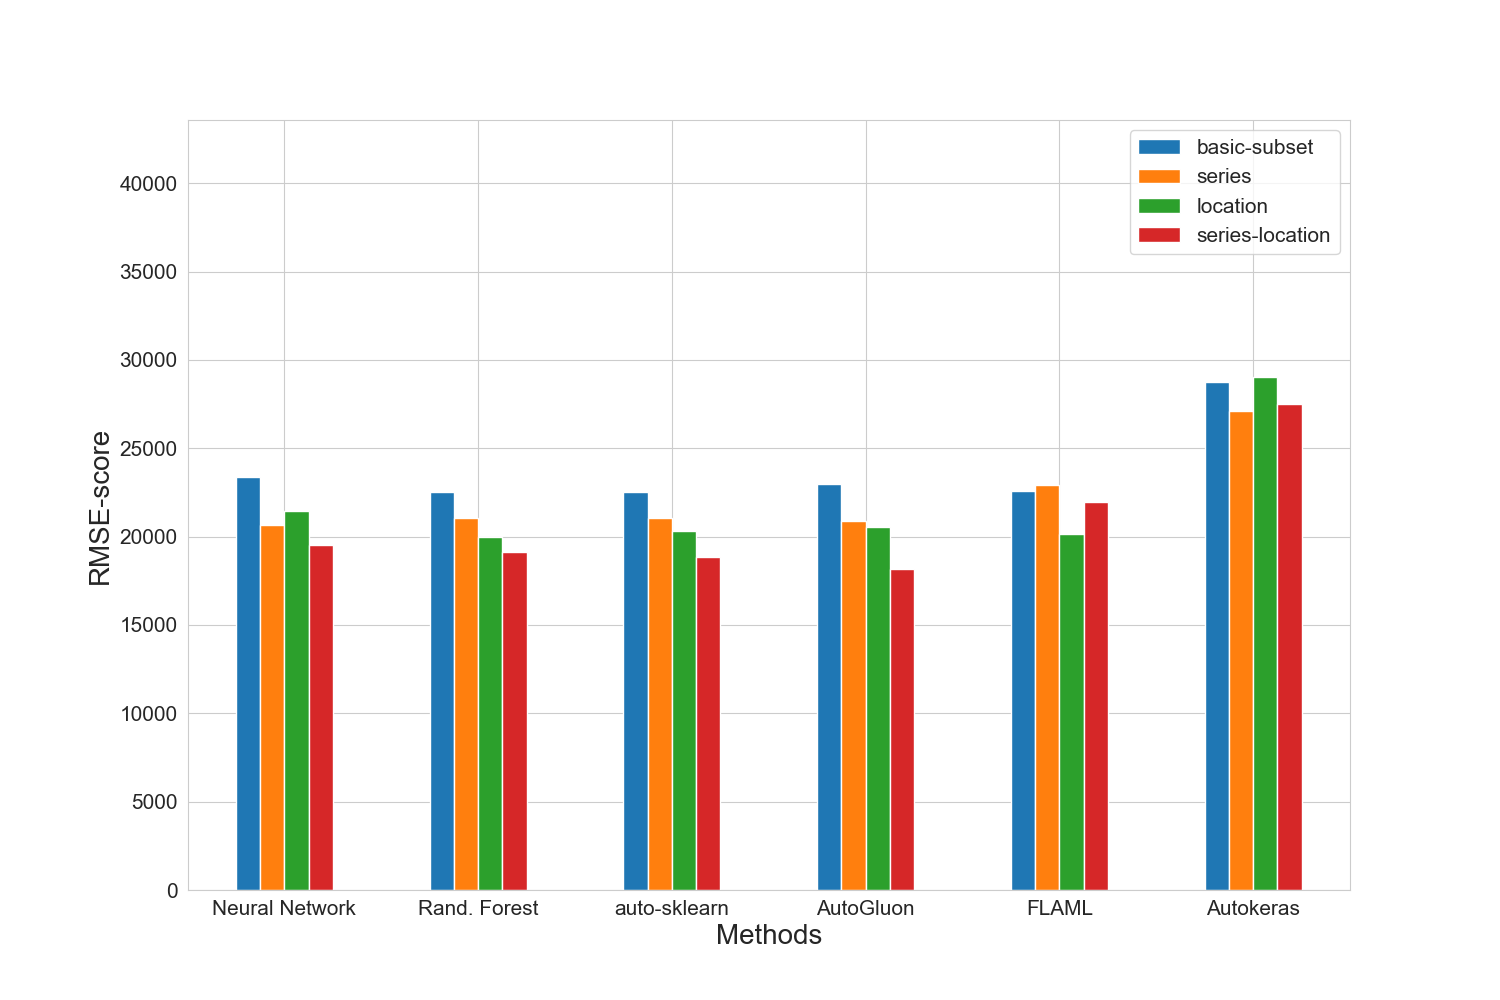 basic-subset
series
location
series-location
RMSE-score
40000
35000
30000
25000
20000
15000
10000
5000
0
Neural Network Rand. Forest auto-sklearn AutoGluon FLAML Autokeras
Methods